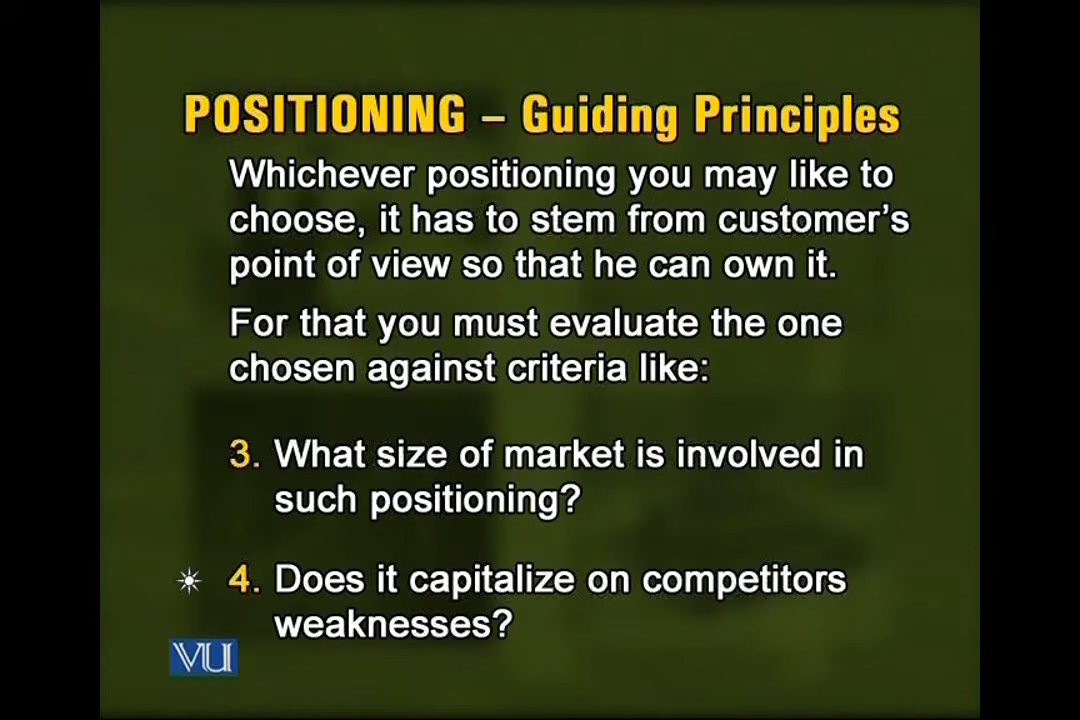 POSITIONING – Guiding Principles
Whichever positioning you may like to
choose, it has to stem from customer's
point of view so that he can own it.
For that you must evaluate the one
chosen against criteria like:
3. What size of market is involved in
such positioning?
4. Does it capitalize on competitors
weaknesses?
VU